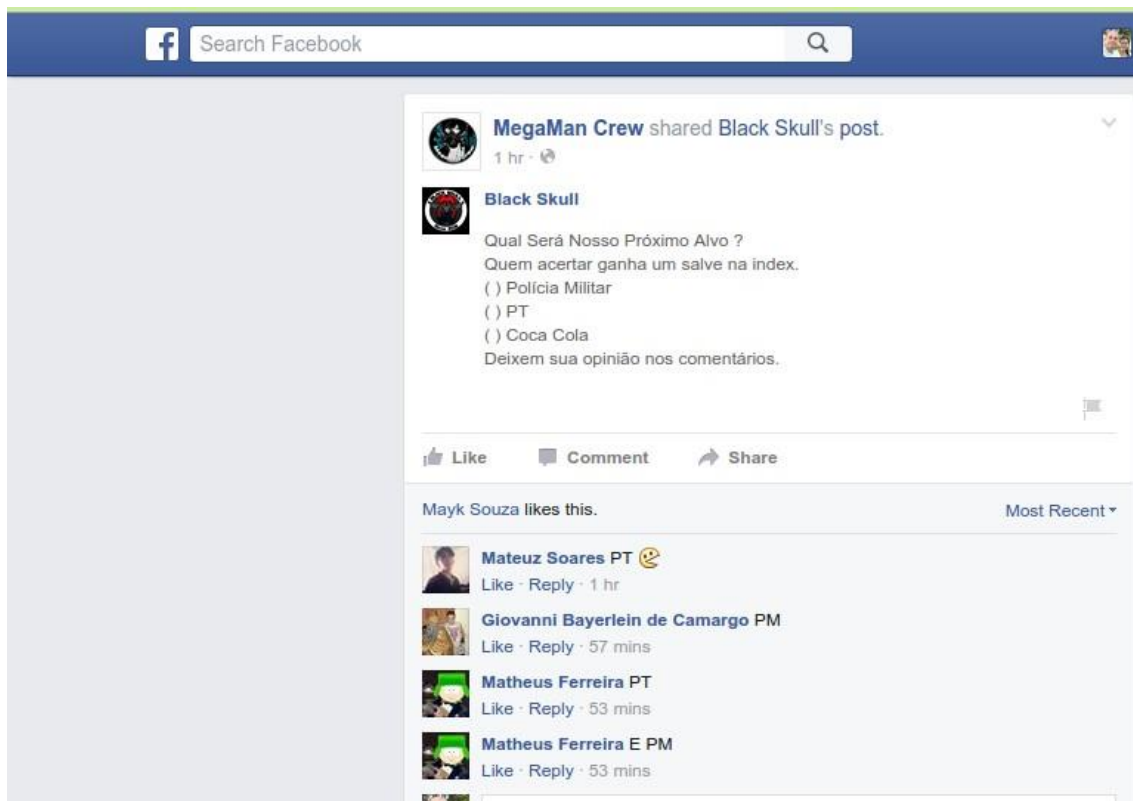 f
Search Facebook
MegaMan Crew shared Black Skull's post.
1 hr ·
Black Skull
Qual Será Nosso Próximo Alvo ?
Quem acertar ganha um salve na index.
( ) Polícia Militar
( ) PT
( ) Coca Cola
Deixem sua opinião nos comentários.
Like Comment Share
Mayk Souza likes this. Most Recent
Mateuz Soares PT
Like · Reply · 1 hr
Giovanni Bayerlein de Camargo PM
Like · Reply · 57 mins
Matheus Ferreira PT
Like · Reply · 53 mins
Matheus Ferreira E PM
Like · Reply · 53 mins